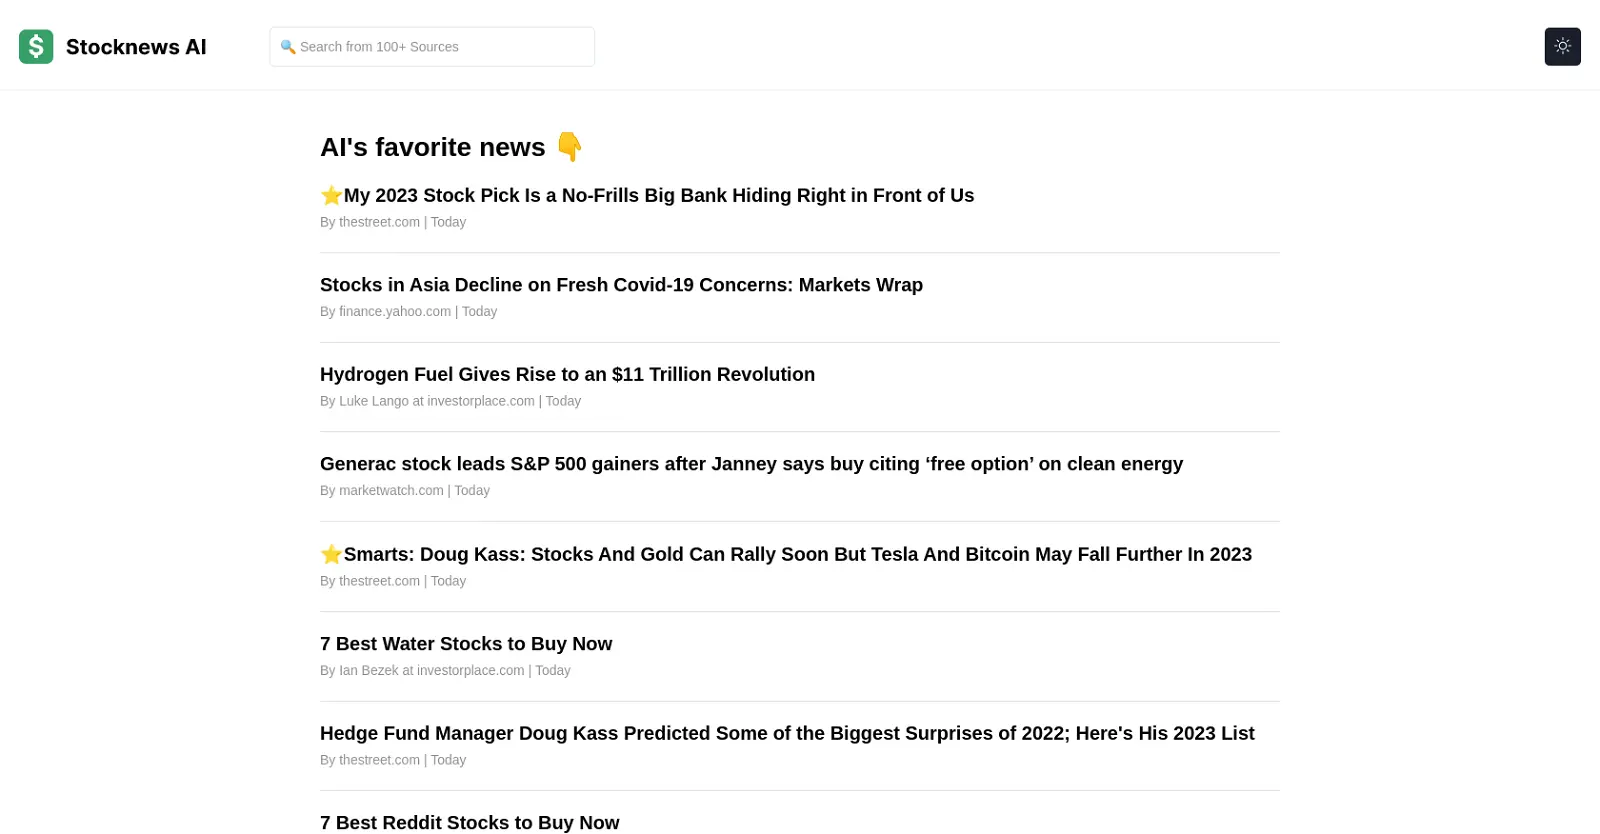 Stocknews AI
🔍 Search from 100+ Sources
AI's favorite news 👇
⭐My 2023 Stock Pick Is a No-Frills Big Bank Hiding Right in Front of Us
By thestreet.com | Today
Stocks in Asia Decline on Fresh Covid-19 Concerns: Markets Wrap
By finance.yahoo.com | Today
Hydrogen Fuel Gives Rise to an $11 Trillion Revolution
By Luke Lango at investorplace.com | Today
Generac stock leads S&P 500 gainers after Janney says buy citing ‘free option’ on clean energy
By marketwatch.com | Today
⭐Smarts: Doug Kass: Stocks And Gold Can Rally Soon But Tesla And Bitcoin May Fall Further In 2023
By thestreet.com | Today
7 Best Water Stocks to Buy Now
By Ian Bezek at investorplace.com | Today
Hedge Fund Manager Doug Kass Predicted Some of the Biggest Surprises of 2022; Here's His 2023 List
By thestreet.com | Today
7 Best Reddit Stocks to Buy Now